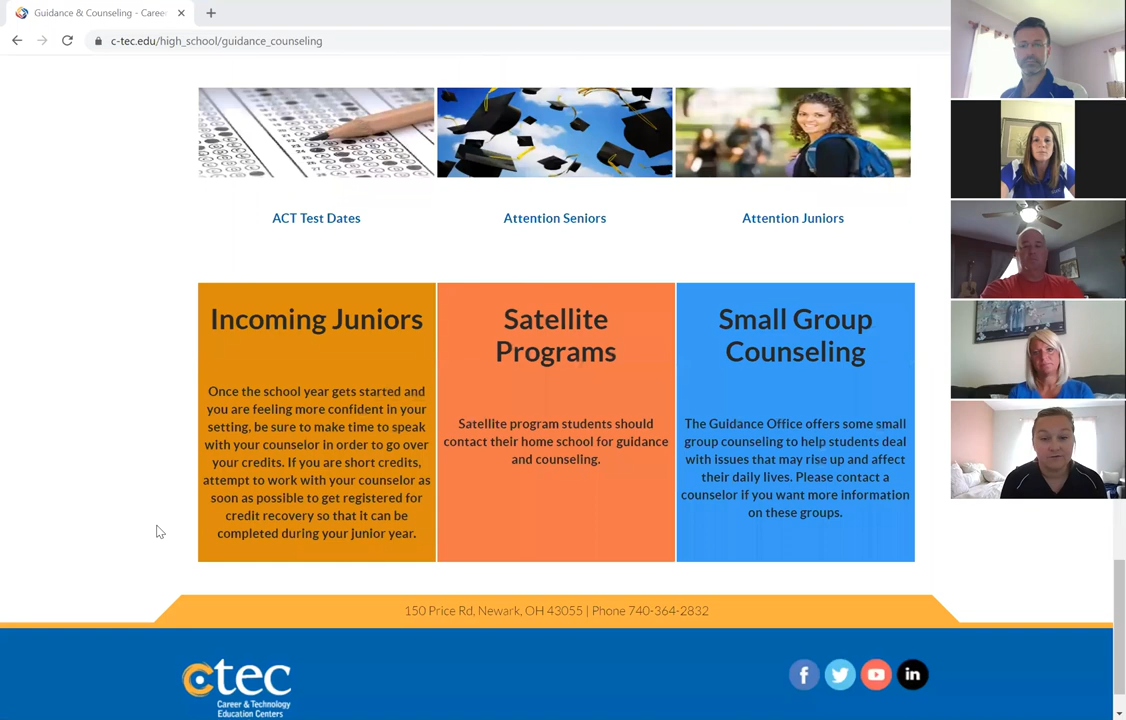 Guidance & Counseling - Caree
c-tec.edu/high_school/guidance_counseling
ACT Test Dates
Attention Seniors
Attention Juniors
Incoming Juniors
Once the school year gets started and
you are feeling more confident in your
setting, be sure to make time to speak
with your counselor in order to go over
your credits. If you are short credits,
attempt to work with your counselor as
soon as possible to get registered for
credit recovery so that it can be
completed during your junior year.
Satellite
Programs
Satellite program students should
contact their home school for guidance
and counseling.
Small Group
Counseling
The Guidance Office offers some small
group counseling to help students deal
with issues that may rise up and affect
their daily lives. Please contact a
counselor if you want more information
on these groups.
150 Price Rd, Newark, OH 43055 | Phone 740-364-2832
ctec
Career & Technology
Education Centers